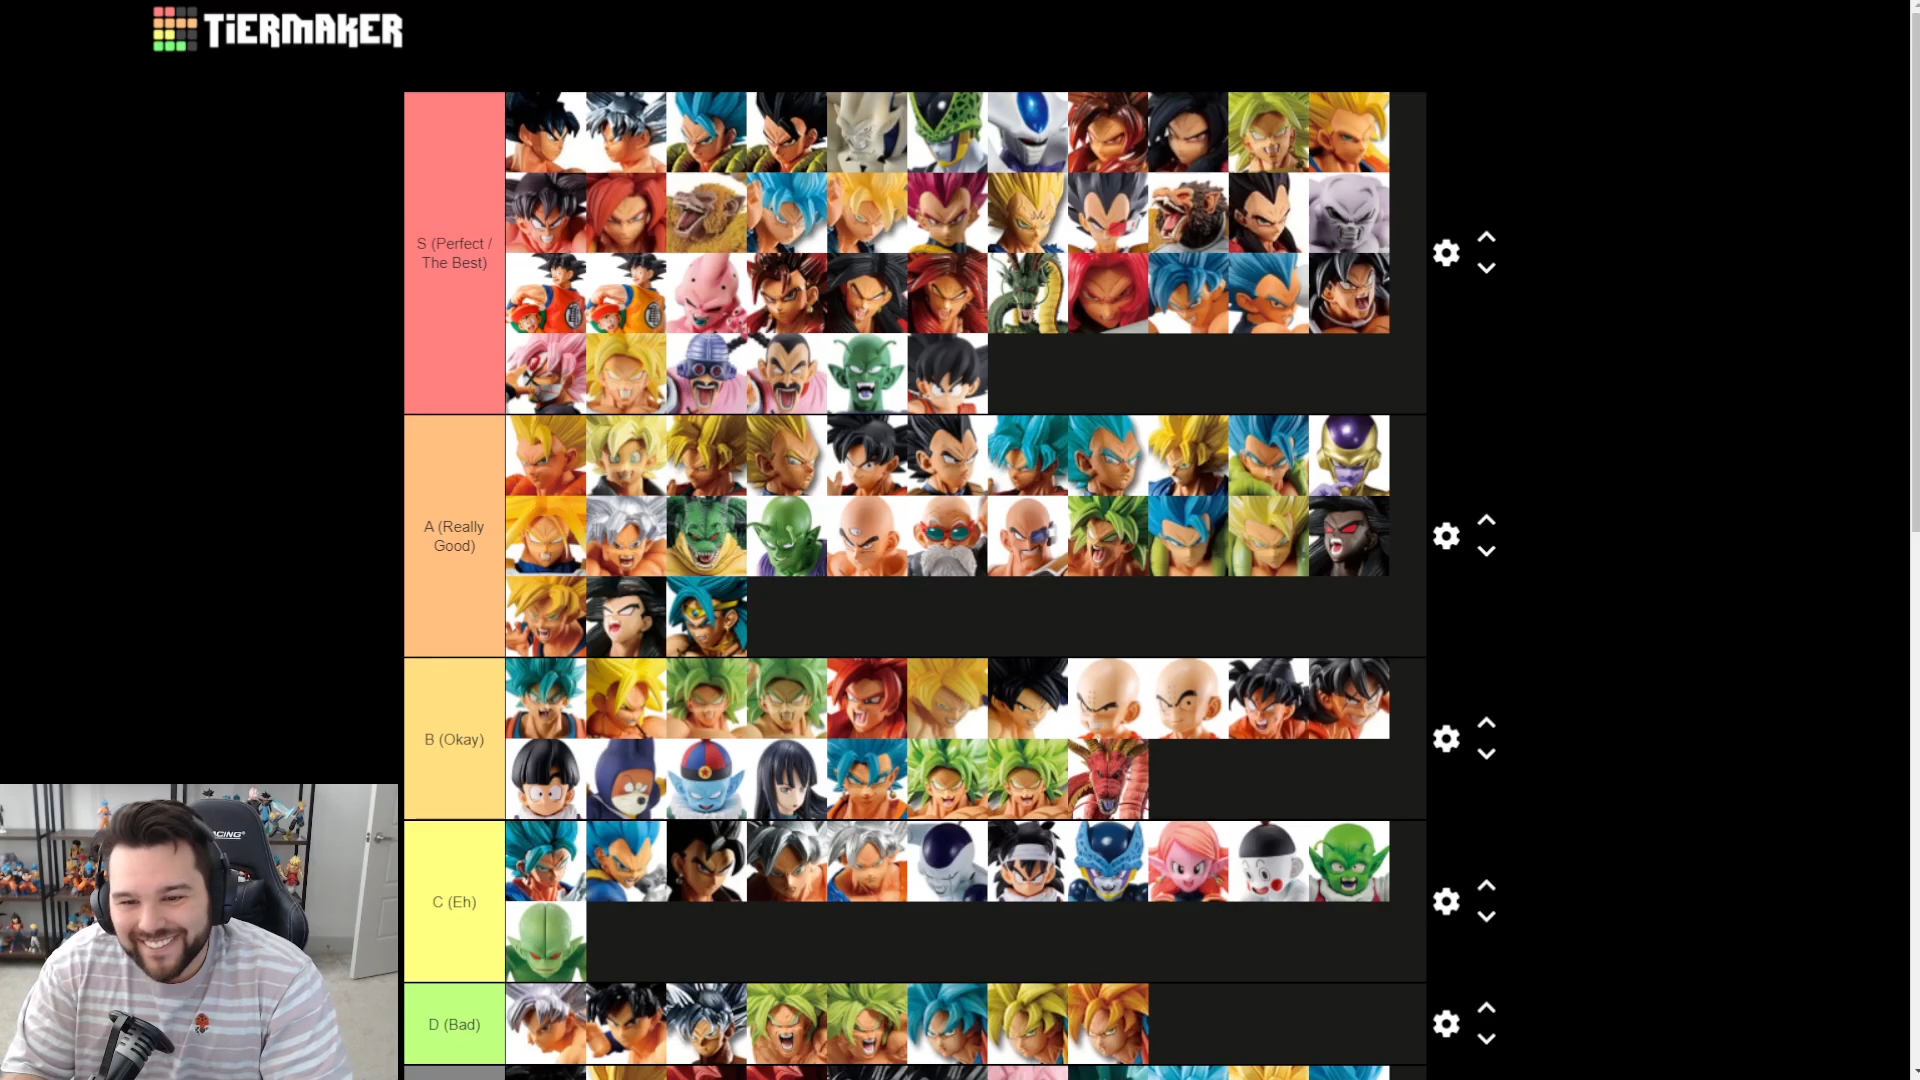 TiERMAKER
S (Perfect /
The Best)
A (Really
Good)
B (Okay)
C (Eh)
D (Bad)